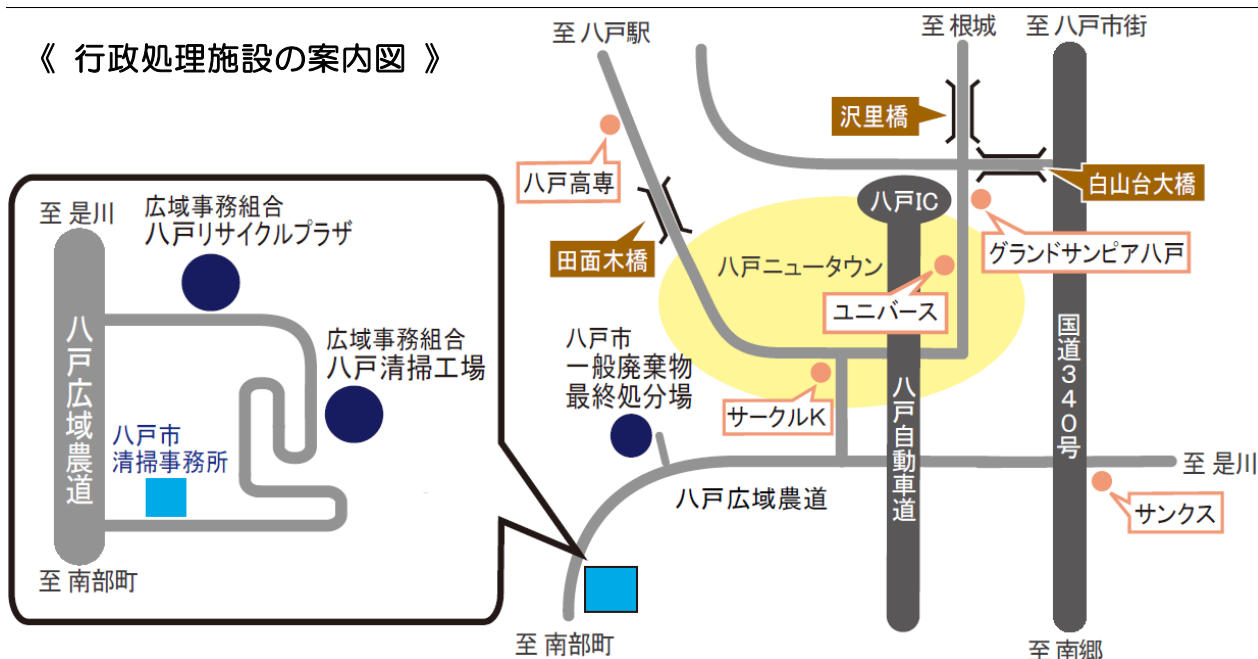 《 行政処理施設の案内図 》
至 八戸駅
至 根城
至 八戸市街
沢里橋
八戸高専
白山台大橋
八戸IC
田面木橋
八戸ニュータウン
グランドサンピア八戸
ユニバース
国道340号
八戸市
一般廃棄物
最終処分場
サークルK
八戸自動車道
至 是川
八戸広域農道
サンクス
至 南部町
至 南郷
至 是川
広域事務組合
八戸リサイクルプラザ
広域事務組合
八戸清掃工場
八戸広域農道
八戸市
清掃事務所
至 南部町